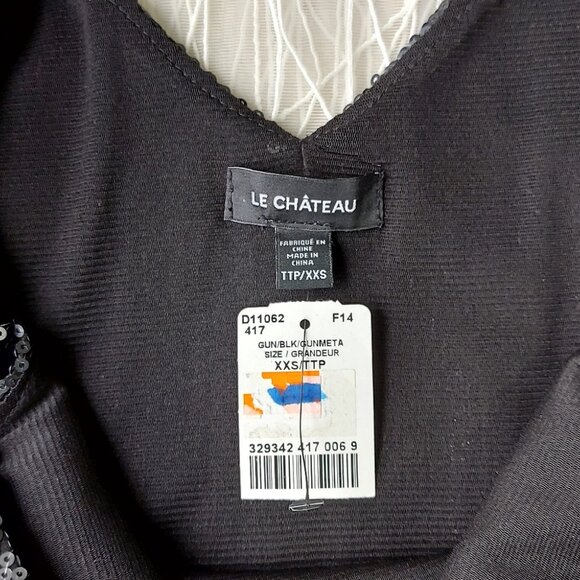 LE CHÂTEAU
FABRIQUÉ EN
CHINE
MADE IN
CHINA
TTP/XXS
D11062 F14
417
GUN/BLK/GUNMETA
SIZE / GRANDEUR
XXS/TTP
329342 417 006 9